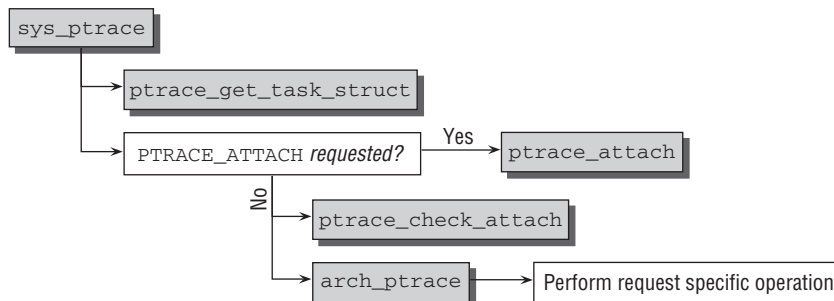 sys_ptrace
ptrace_get_task_struct
PTRACE_ATTACH requested?
Yes
ptrace_attach
No
ptrace_check_attach
arch_ptrace
Perform request specific operation